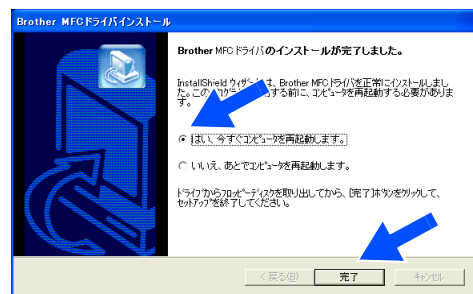 Brother MFCドライバインストール
Brother MFC ドライバのインストールが完了しました。
InstallShield ウィザードは、Brother MFCドライバを正常にインストールしまし
た。この する前に、コンピュータを再起動する必要がありま
す。
はい、今すぐコンピュータを再起動します。
いいえ、あとでコンピュータを再起動します。
ドライブからフロッピーディスクを取り出してから、[完了]ボタンをクリックして、
セットアップを終了してください。
< 戻る(B)
完了
キャンセル